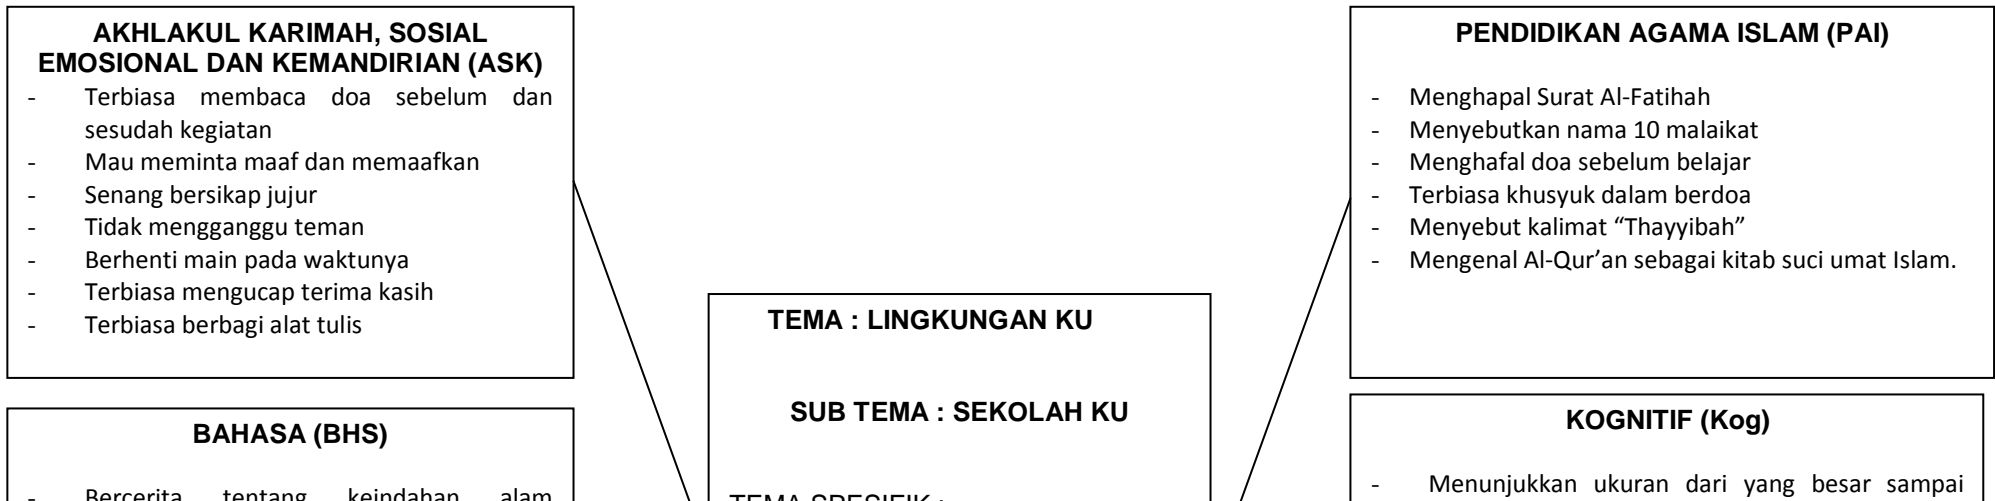 AKHLAKUL KARIMAH, SOSIAL
EMOSIONAL DAN KEMANDIRIAN (ASK)
- Terbiasa membaca doa sebelum dan
sesudah kegiatan
- Mau meminta maaf dan memaafkan
- Senang bersikap jujur
- Tidak mengganggu teman
- Berhenti main pada waktunya
- Terbiasa mengucap terima kasih
- Terbiasa berbagi alat tulis
PENDIDIKAN AGAMA ISLAM (PAI)
- Menghapal Surat Al-Fatihah
- Menyebutkan nama 10 malaikat
- Menghafal doa sebelum belajar
- Terbiasa khusyuk dalam berdoa
- Menyebut kalimat “Thayyibah”
- Mengenal Al-Qur’an sebagai kitab suci umat Islam.
TEMA : LINGKUNGAN KU
SUB TEMA : SEKOLAH KU
TEMA SPESIFIK :
BAHASA (BHS)
- Bercerita tentang keindahan alam
KOGNITIF (Kog)
- Menunjukkan ukuran dari yang besar sampai